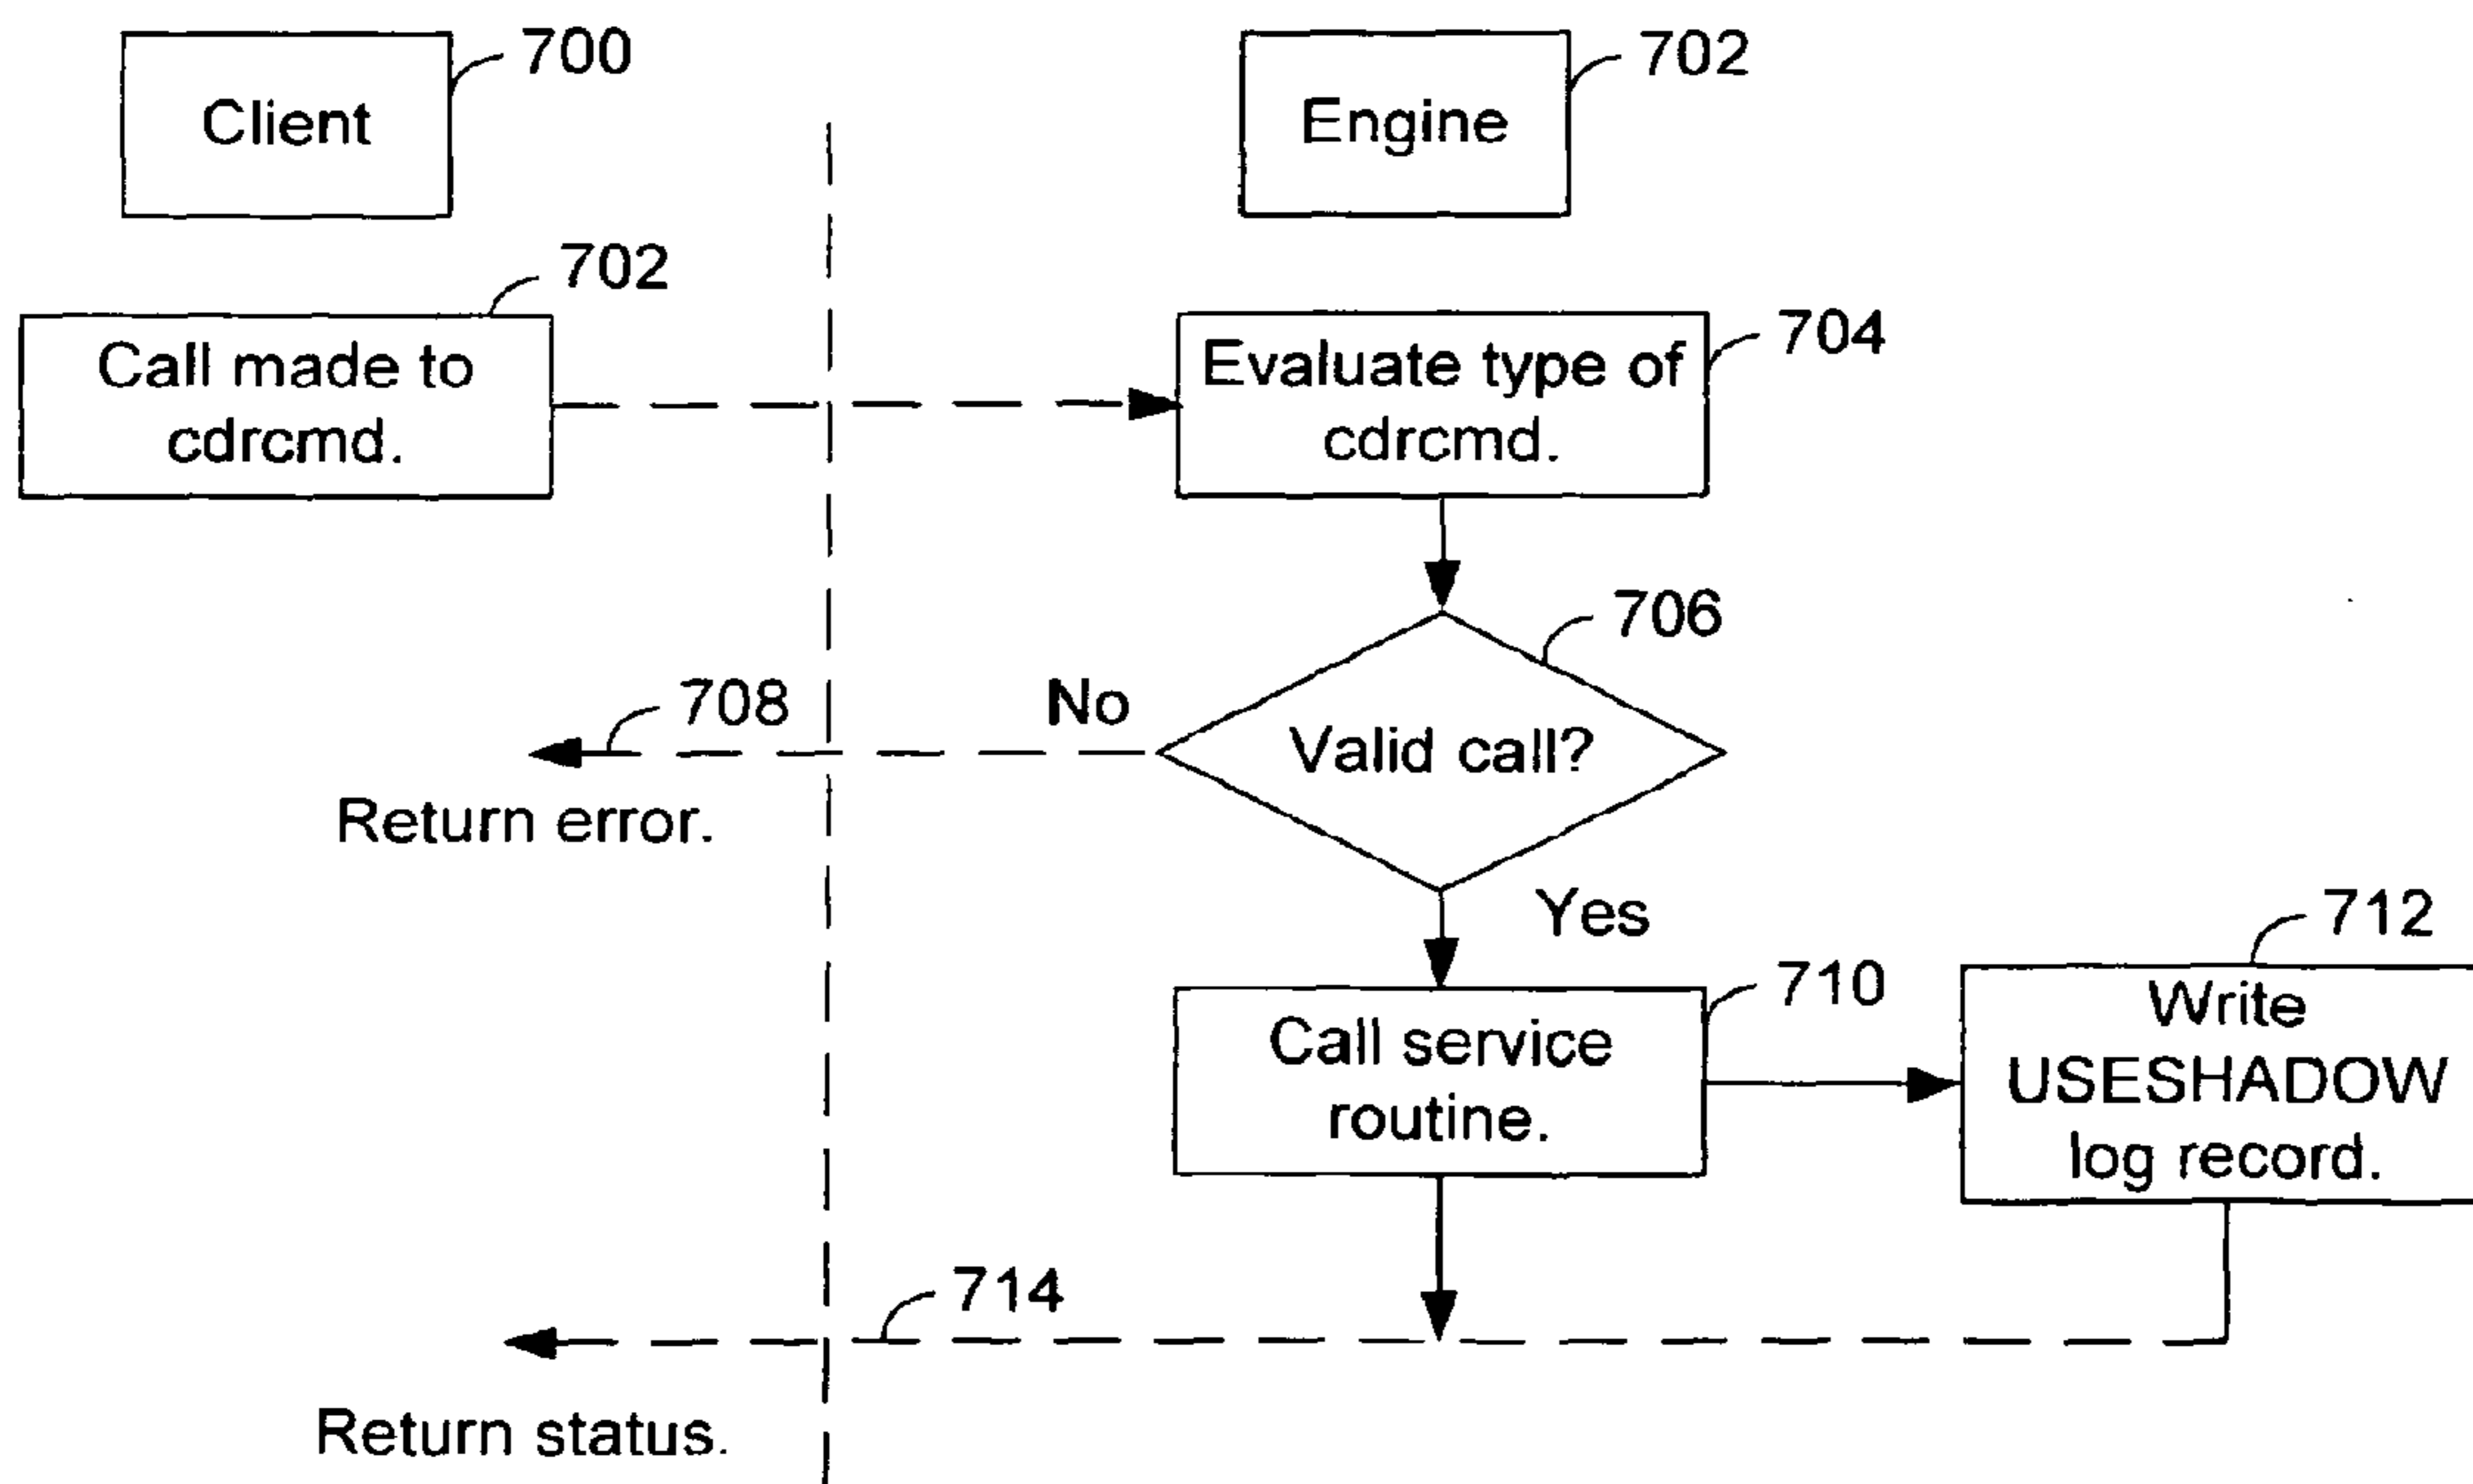 700
702
Client
Engine
702
704
Call made to
cdrcmd.
Evaluate type of
cdrcmd.
706
708
No
Valid call?
Return error.
Yes
712
710
Call service
routine.
Write
USESHADOW
log record.
714
Return status.